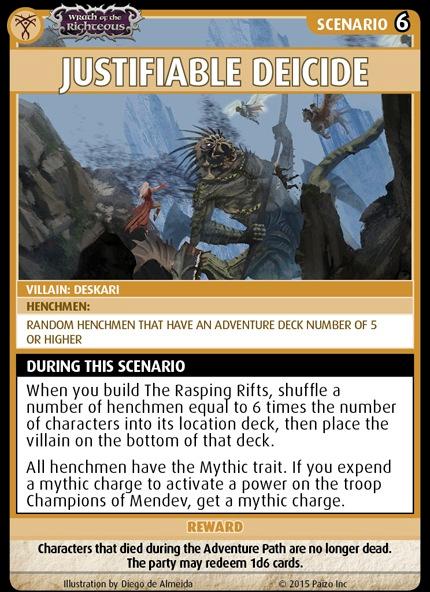 Wrath of the
Righteous
SCENARIO 6
JUSTIFIABLE DEICIDE
VILLAIN: DESKARI
HENCHMEN:
RANDOM HENCHMEN THAT HAVE AN ADVENTURE DECK NUMBER OF 5
OR HIGHER
DURING THIS SCENARIO
When you build The Rasping Rifts, shuffle a
number of henchmen equal to 6 times the number
of characters into its location deck, then place the
villain on the bottom of that deck.
All henchmen have the Mythic trait. If you expend
a mythic charge to activate a power on the troop
Champions of Mendev, get a mythic charge.
REWARD
Characters that died during the Adventure Path are no longer dead.
The party may redeem 1d6 cards.
Illustration by Diego de Almeida © 2015 Paizo Inc